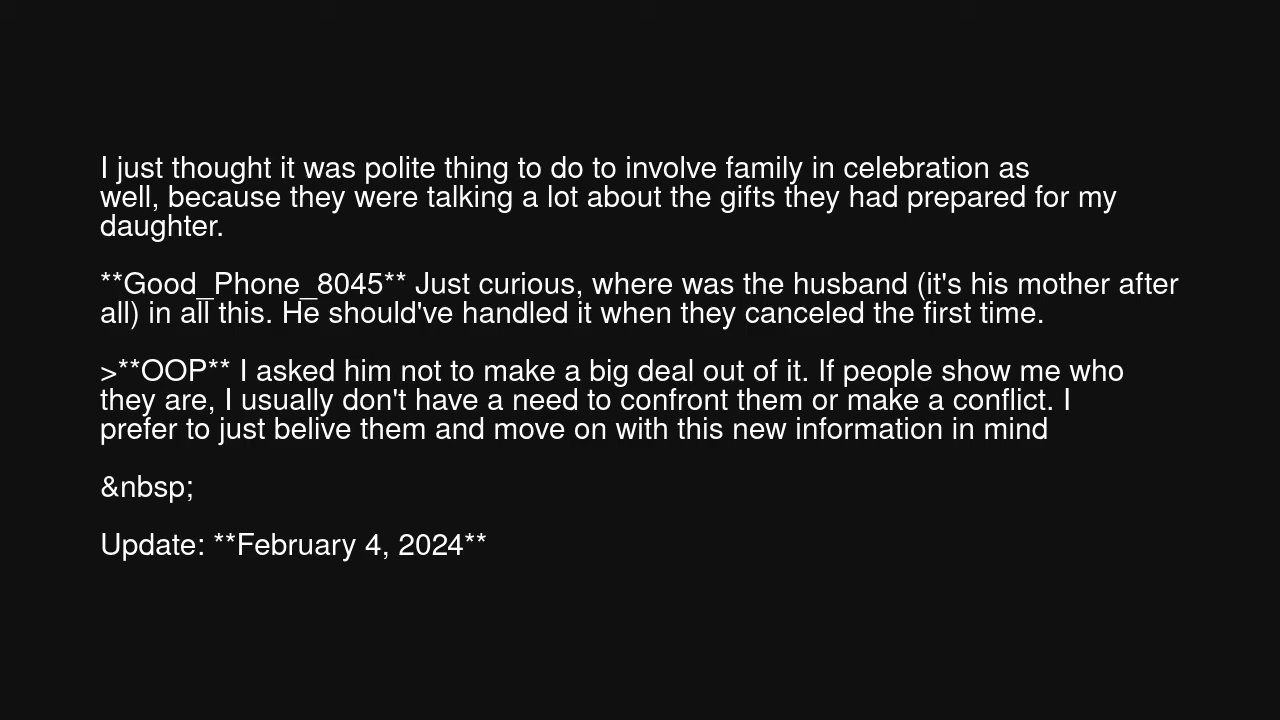 I just thought it was polite thing to do to involve family in celebration as
well, because they were talking a lot about the gifts they had prepared for my
daughter.
**Good_Phone_8045** Just curious, where was the husband (it's his mother after
all) in all this. He should've handled it when they canceled the first time.
>**OOP** I asked him not to make a big deal out of it. If people show me who
they are, I usually don't have a need to confront them or make a conflict. I
prefer to just belive them and move on with this new information in mind
&nbsp;
Update: **February 4, 2024**